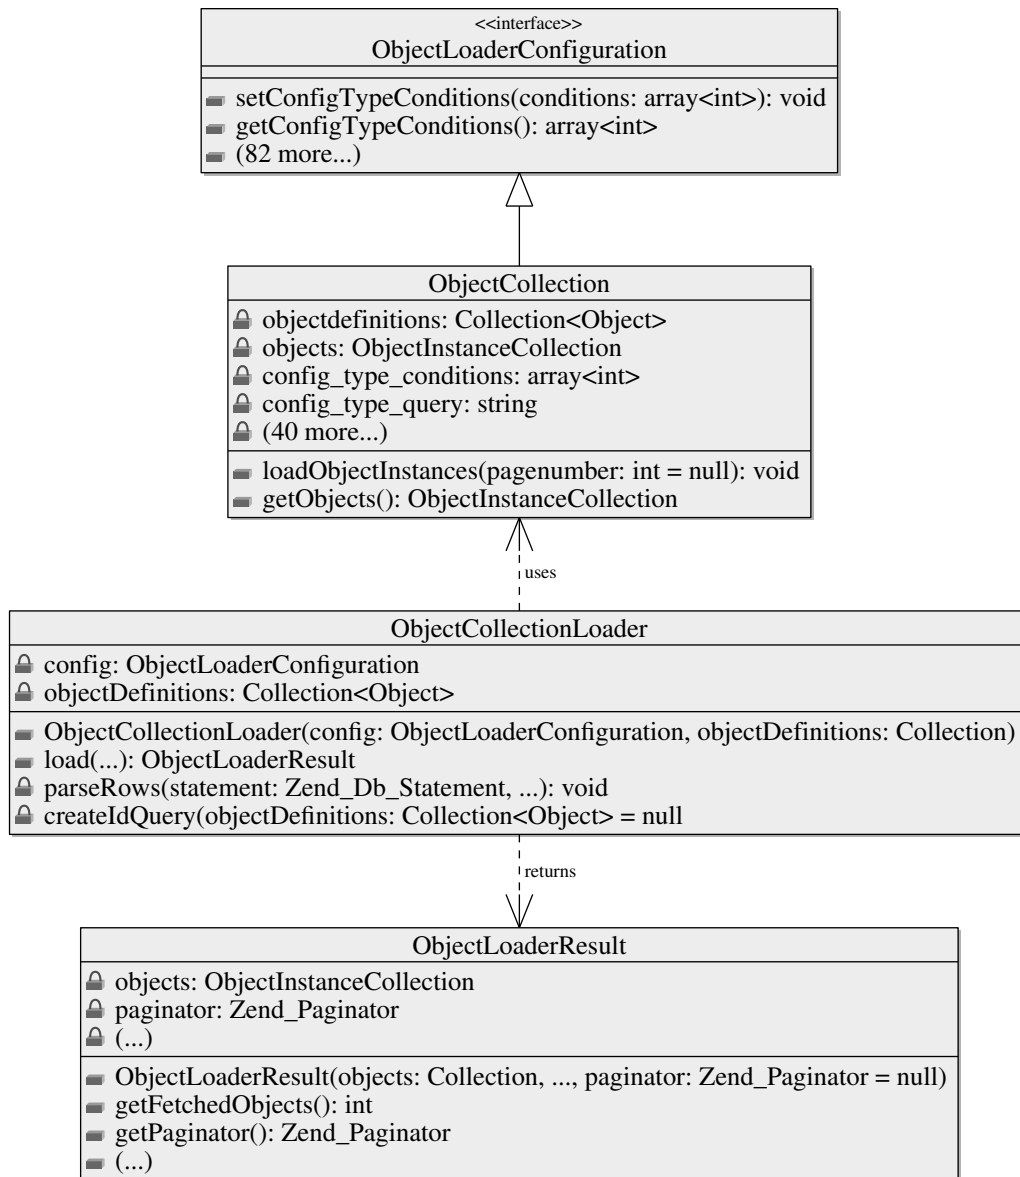 <<interface>>
ObjectLoaderConfiguration
setConfigTypeConditions(conditions: array<int>): void
getConfigTypeConditions(): array<int>
(82 more...)
ObjectCollection
objectdefinitions: Collection<Object>
objects: ObjectInstanceCollection
config_type_conditions: array<int>
config_type_query: string
(40 more...)
loadObjectInstances(pagenumber: int = null): void
getObjects(): ObjectInstanceCollection
uses
ObjectCollectionLoader
config: ObjectLoaderConfiguration
objectDefinitions: Collection<Object>
ObjectCollectionLoader(config: ObjectLoaderConfiguration, objectDefinitions: Collection)
load(...): ObjectLoaderResult
parseRows(statement: Zend_Db_Statement, ...): void
createIdQuery(objectDefinitions: Collection<Object> = null
returns
ObjectLoaderResult
objects: ObjectInstanceCollection
paginator: Zend_Paginator
(...)
ObjectLoaderResult(objects: Collection, ..., paginator: Zend_Paginator = null)
getFetchedObjects(): int
getPaginator(): Zend_Paginator
(...)